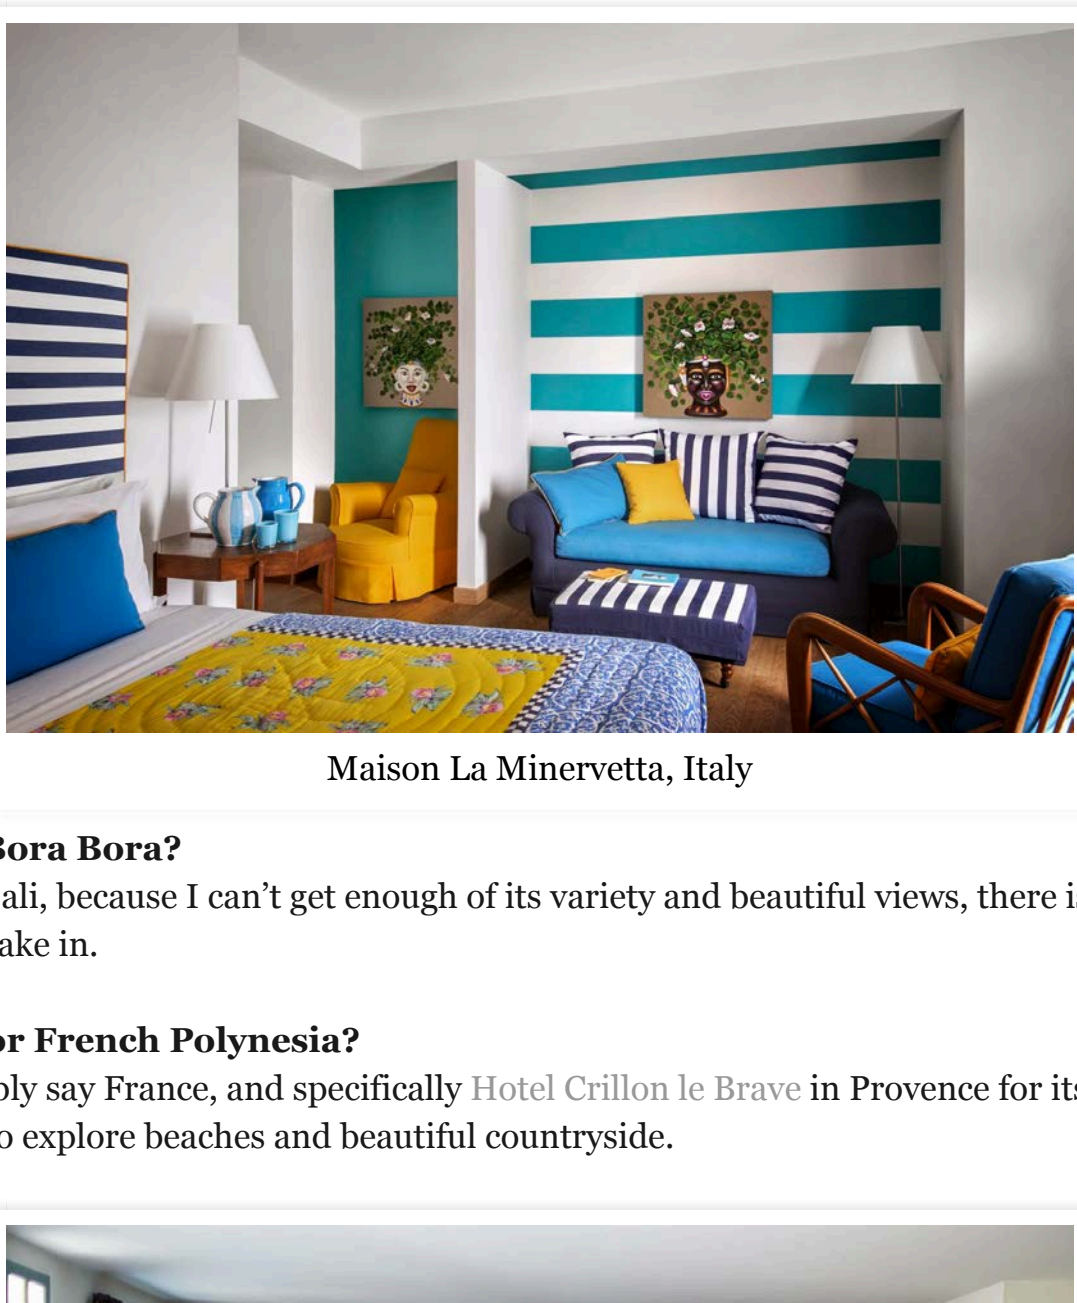 Maison La Minervetta, Italy
Bora Bora?
ali, because I can’t get enough of its variety and beautiful views, there is
ake in.
or French Polynesia?
bly say France, and specifically Hotel Crillon le Brave in Provence for its
o explore beaches and beautiful countryside.